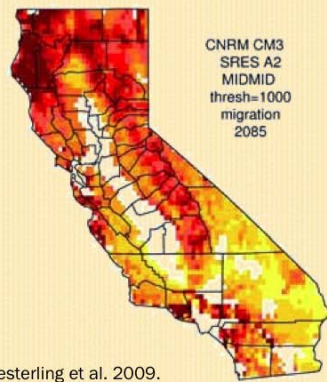 CNRM CM3
SRES A2
MIDMID
thresh=1000
migration
2085
esterling et al. 2009.